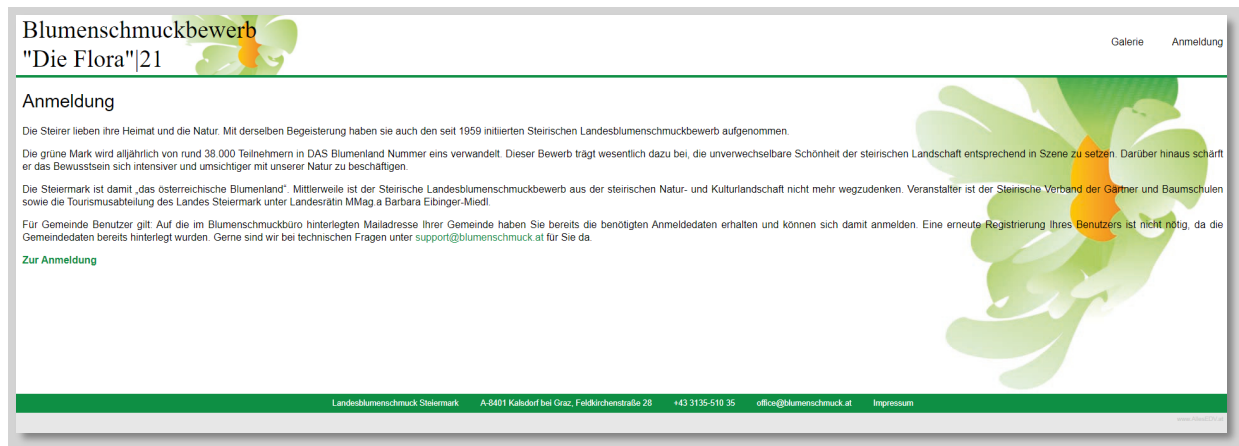 Blumenschmuckbewerb
"Die Flora"|21
Galerie Anmeldung
Anmeldung
Die Steirer lieben ihre Heimat und die Natur. Mit derselben Begeisterung haben sie auch den seit 1959 initiierten Steirischen Landesblumenschmuckbewerb aufgenommen.
Die grüne Mark wird alljährlich von rund 38.000 Teilnehmern in DAS Blumenland Nummer eins verwandelt. Dieser Bewerb trägt wesentlich dazu bei, die unverwechselbare Schönheit der steirischen Landschaft entsprechend in Szene zu setzen. Darüber hinaus schärft
er das Bewusstsein sich intensiver und umsichtiger mit unserer Natur zu beschäftigen.
Die Steiermark ist damit „das österreichische Blumenland". Mittlerweile ist der Steirische Landesblumenschmuckbewerb aus der steirischen Natur- und Kulturlandschaft nicht mehr wegzudenken. Veranstalter ist der Steirische Verband der Gärtner und Baumschulen
sowie die Tourismusabteilung des Landes Steiermark unter Landesrätin MMag.a Barbara Eibinger-Miedl.
Für Gemeinde Benutzer gilt: Auf die im Blumenschmuckbüro hinterlegten Mailadresse Ihrer Gemeinde haben Sie bereits die benötigten Anmeldedaten erhalten und können sich damit anmelden. Eine erneute Registrierung Ihres Benutzers ist nicht nötig, da die
Gemeindedaten bereits hinterlegt wurden. Gerne sind wir bei technischen Fragen unter support@blumenschmuck.at für Sie da.
Zur Anmeldung
Landesblumenschmuck Steiermark A-8401 Kalsdorf bei Graz, Feldkirchenstraße 28 +43 3135-510 35 office@blumenschmuck.at Impressum